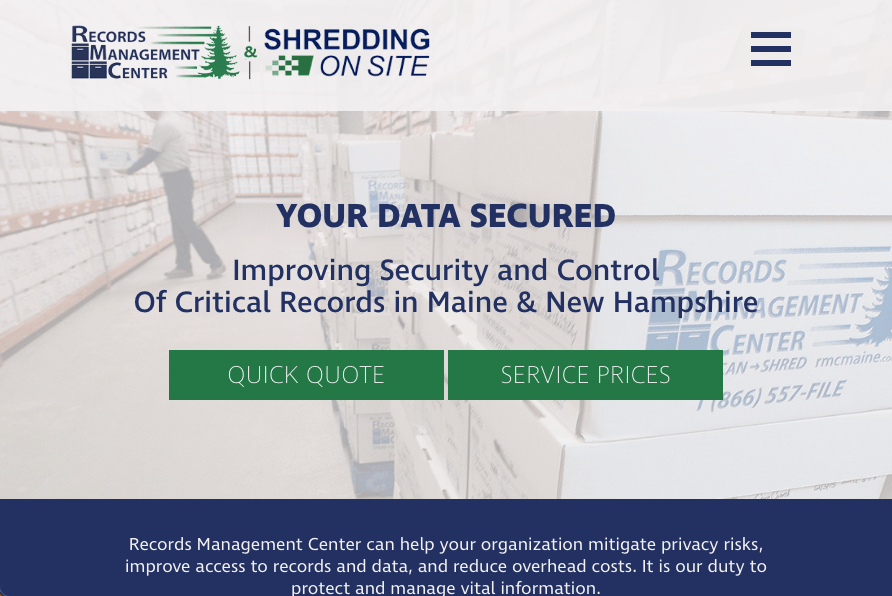 RECORDS
MANAGEMENT
CENTER
&
SHREDDING
ON SITE
YOUR DATA SECURED
Improving Security and Control
Of Critical Records in Maine & New Hampshire
QUICK QUOTE
SERVICE PRICES
RECORDS
MANAGEMENT
CENTER
SHRED rmcmaine.co
1 (866) 557-FILE
Records Management Center can help your organization mitigate privacy risks,
improve access to records and data, and reduce overhead costs. It is our duty to
protect and manage vital information.